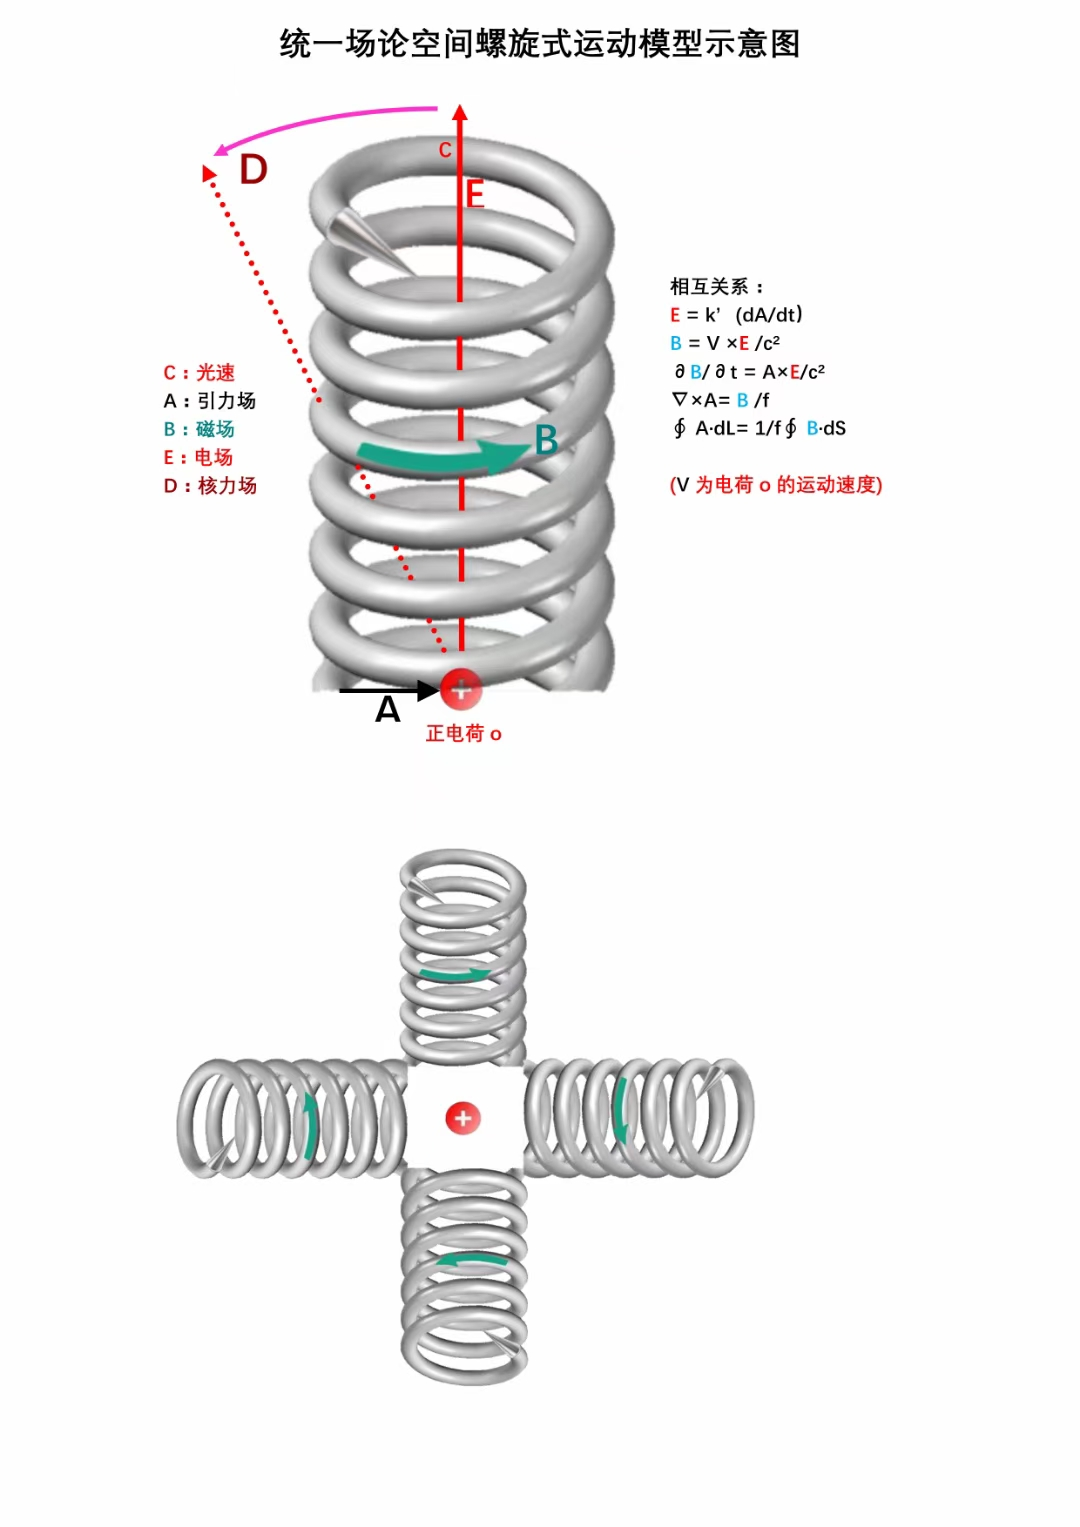 统一场论空间螺旋式运动模型示意图
D
C
E
相互关系：
E = k’ (dA/dt)
B = V ×E /c²
∂ B/ ∂ t = A×E/c²
▽×A= B /f
∮ A·dL= 1/f∮ B·dS
(V 为电荷 o 的运动速度)
C：光速
A：引力场
B：磁场
E：电场
D：核力场
B
+
A
正电荷 o
+